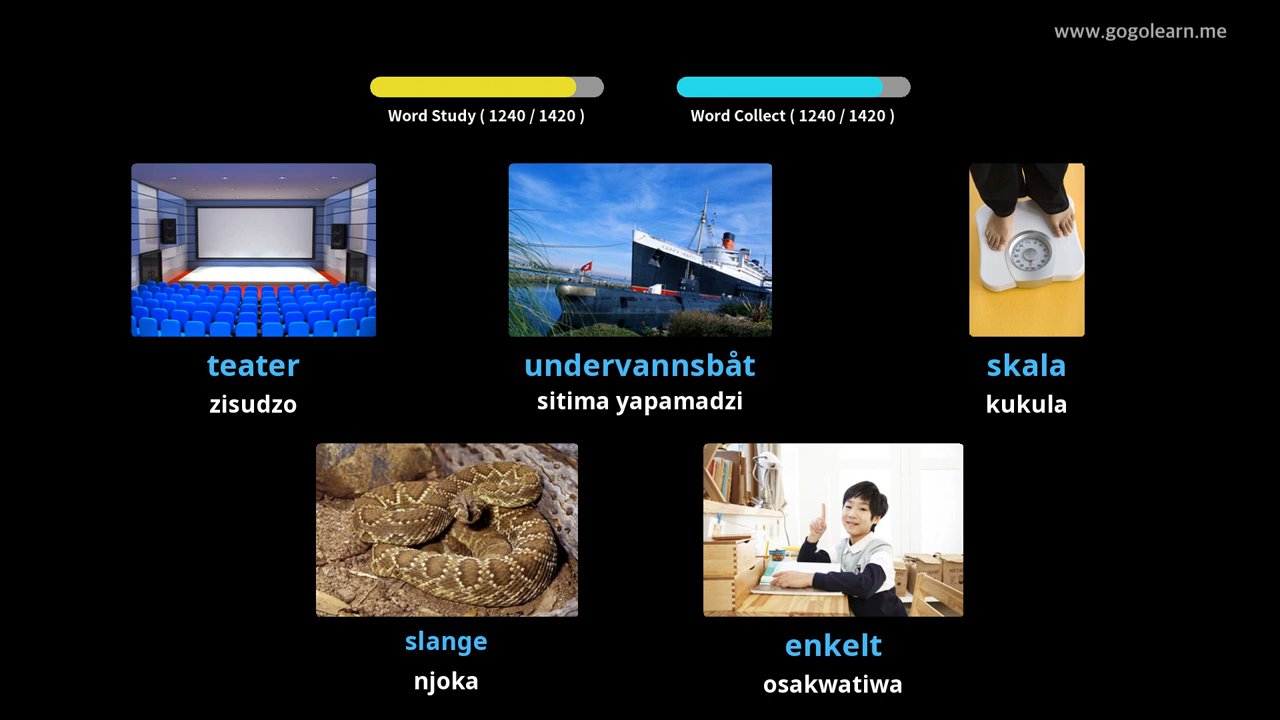 www.gogolearn.me
Word Study ( 1240 / 1420 )
Word Collect ( 1240 / 1420 )
teater
zisudzo
undervannsbåt
sitima yapamadzi
skala
kukula
slange
njoka
enkelt
osakwatiwa